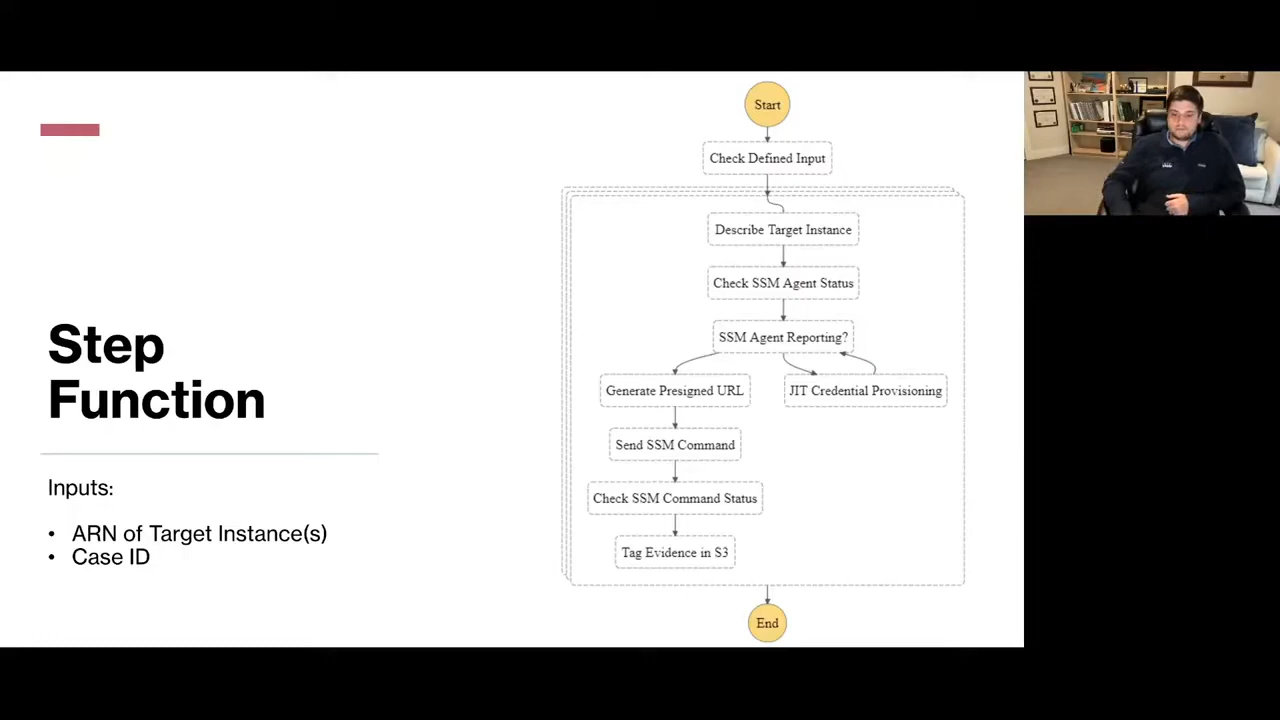 Step
Function
Inputs:
• ARN of Target Instance(s)
• Case ID
Start
Check Defined Input
Describe Target Instance
Check SSM Agent Status
SSM Agent Reporting?
Generate Presigned URL
JIT Credential Provisioning
Send SSM Command
Check SSM Command Status
Tag Evidence in S3
End